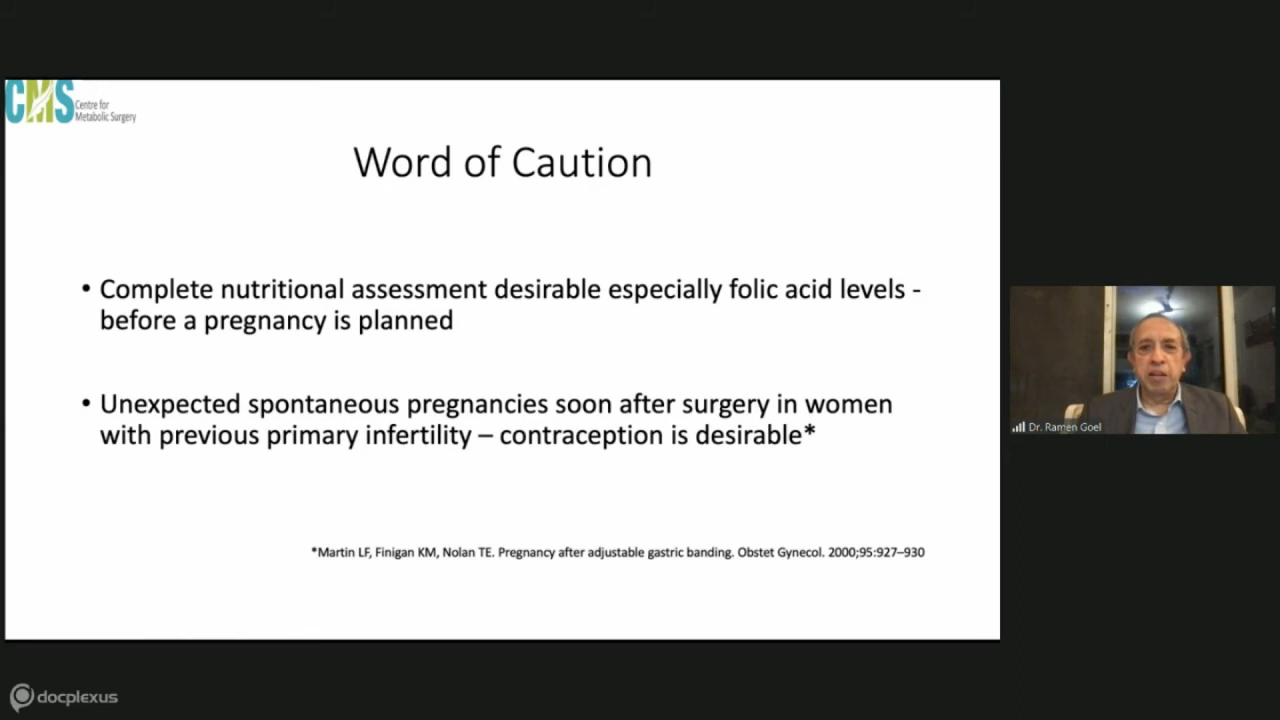 CMS Centre for
Metabolic Surgery
Word of Caution
• Complete nutritional assessment desirable especially folic acid levels -
before a pregnancy is planned
• Unexpected spontaneous pregnancies soon after surgery in women
with previous primary infertility – contraception is desirable*
*Martin LF, Finigan KM, Nolan TE. Pregnancy after adjustable gastric banding. Obstet Gynecol. 2000;95:927–930
Dr. Ramen Goel
docplexus